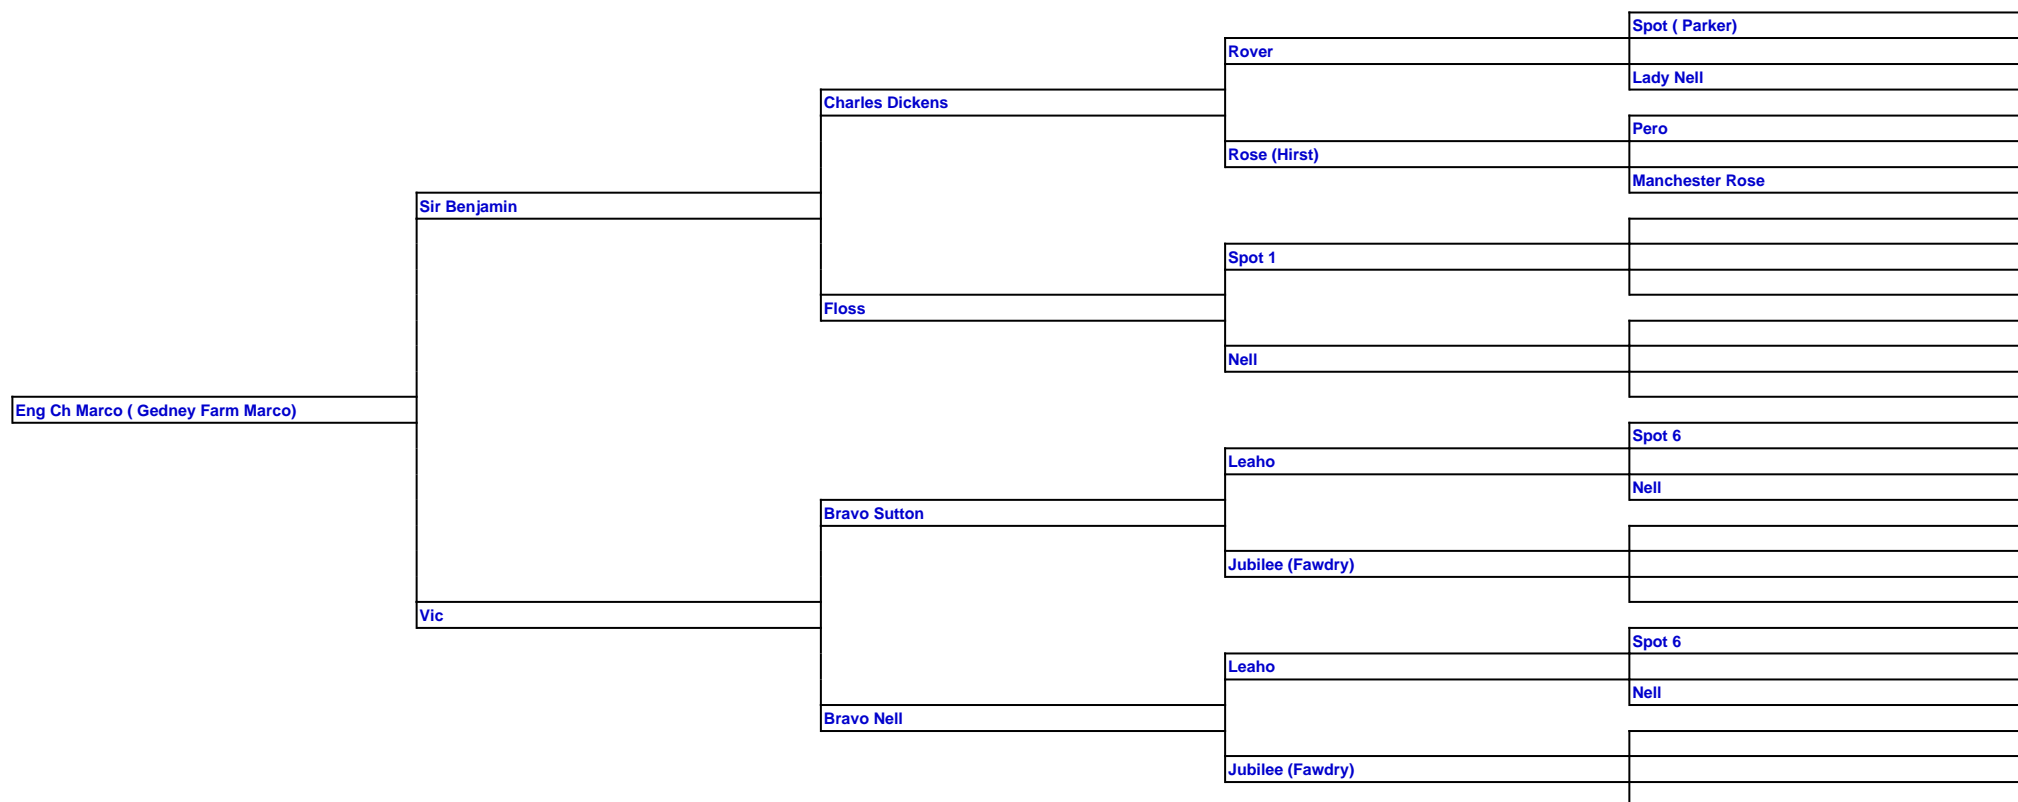 Spot ( Parker)
Rover
Lady Nell
Charles Dickens
Pero
Rose (Hirst)
Manchester Rose
Sir Benjamin
Spot 1
Floss
Nell
Eng Ch Marco ( Gedney Farm Marco)
Spot 6
Leaho
Nell
Bravo Sutton
Jubilee (Fawdry)
Vic
Spot 6
Leaho
Nell
Bravo Nell
Jubilee (Fawdry)